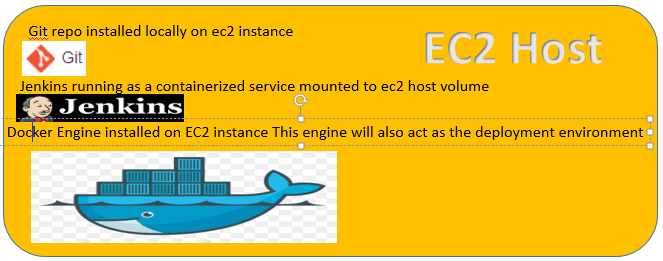 Git repo installed locally on ec2 instance
EC2 Host
Git
Jenkins running as a containerized service mounted to ec2 host volume
Jenkins
Docker Engine installed on EC2 instance This engine will also act as the deployment environment